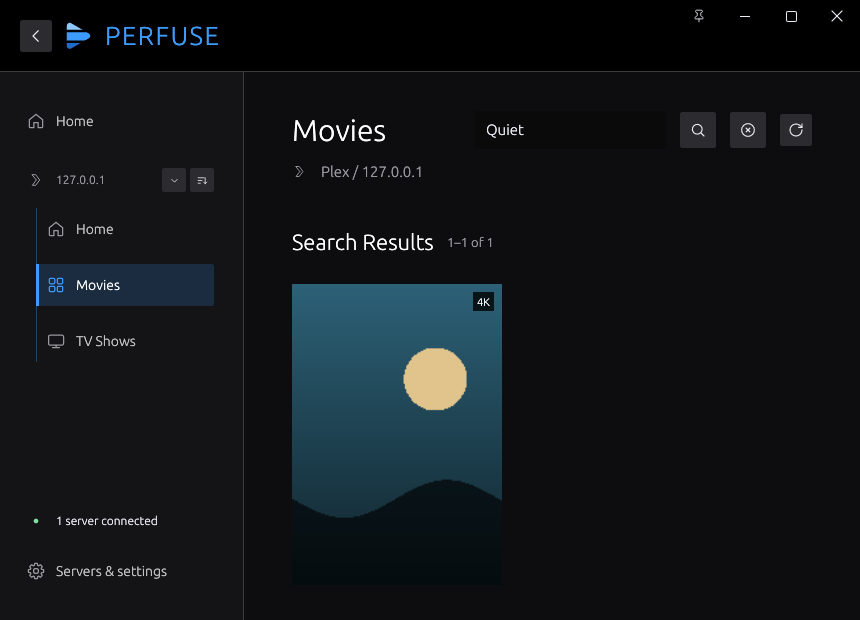 PERFUSE
Home
127.0.0.1
Home
Movies
TV Shows
1 server connected
Servers & settings
Movies
Quiet
Plex / 127.0.0.1
Search Results 1–1 of 1
4K